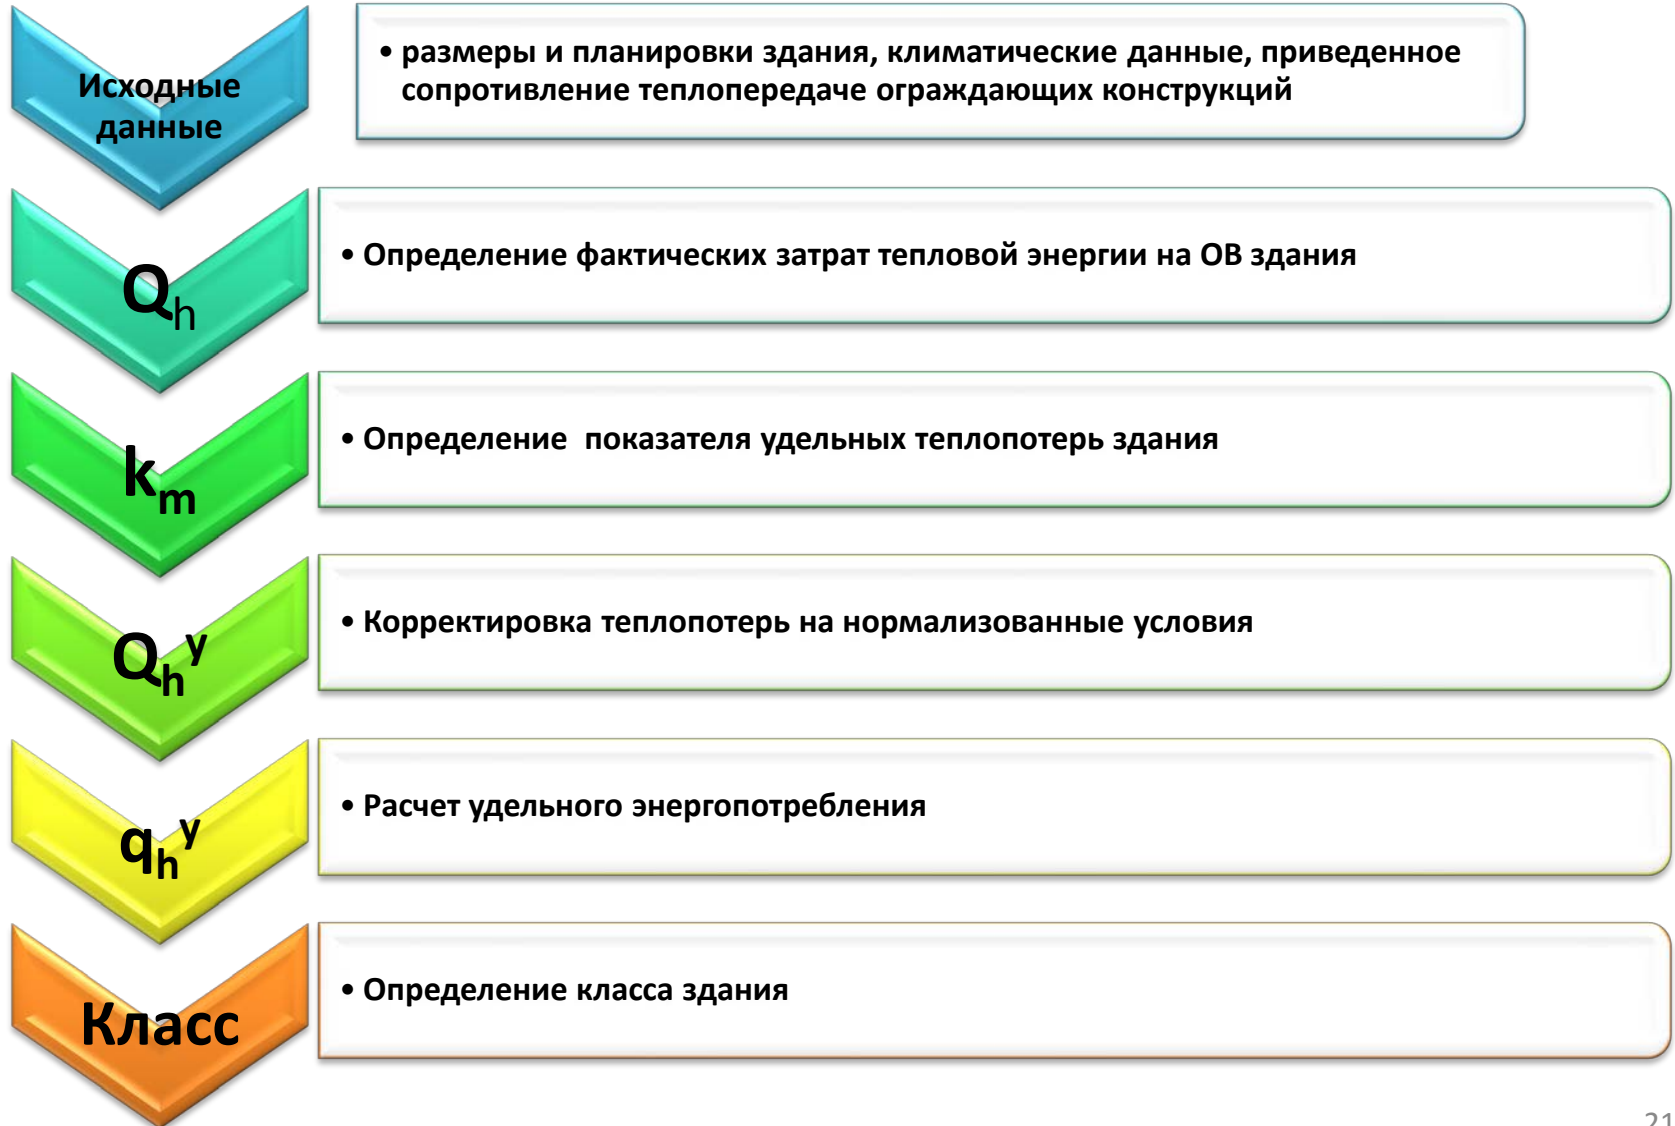 Исходные
данные
• размеры и планировки здания, климатические данные, приведенное
сопротивление теплопередаче ограждающих конструкций
Qh
• Определение фактических затрат тепловой энергии на ОВ здания
km
• Определение показателя удельных теплопотерь здания
Qhy
• Корректировка теплопотерь на нормализованные условия
qhy
• Расчет удельного энергопотребления
Класс
• Определение класса здания
21